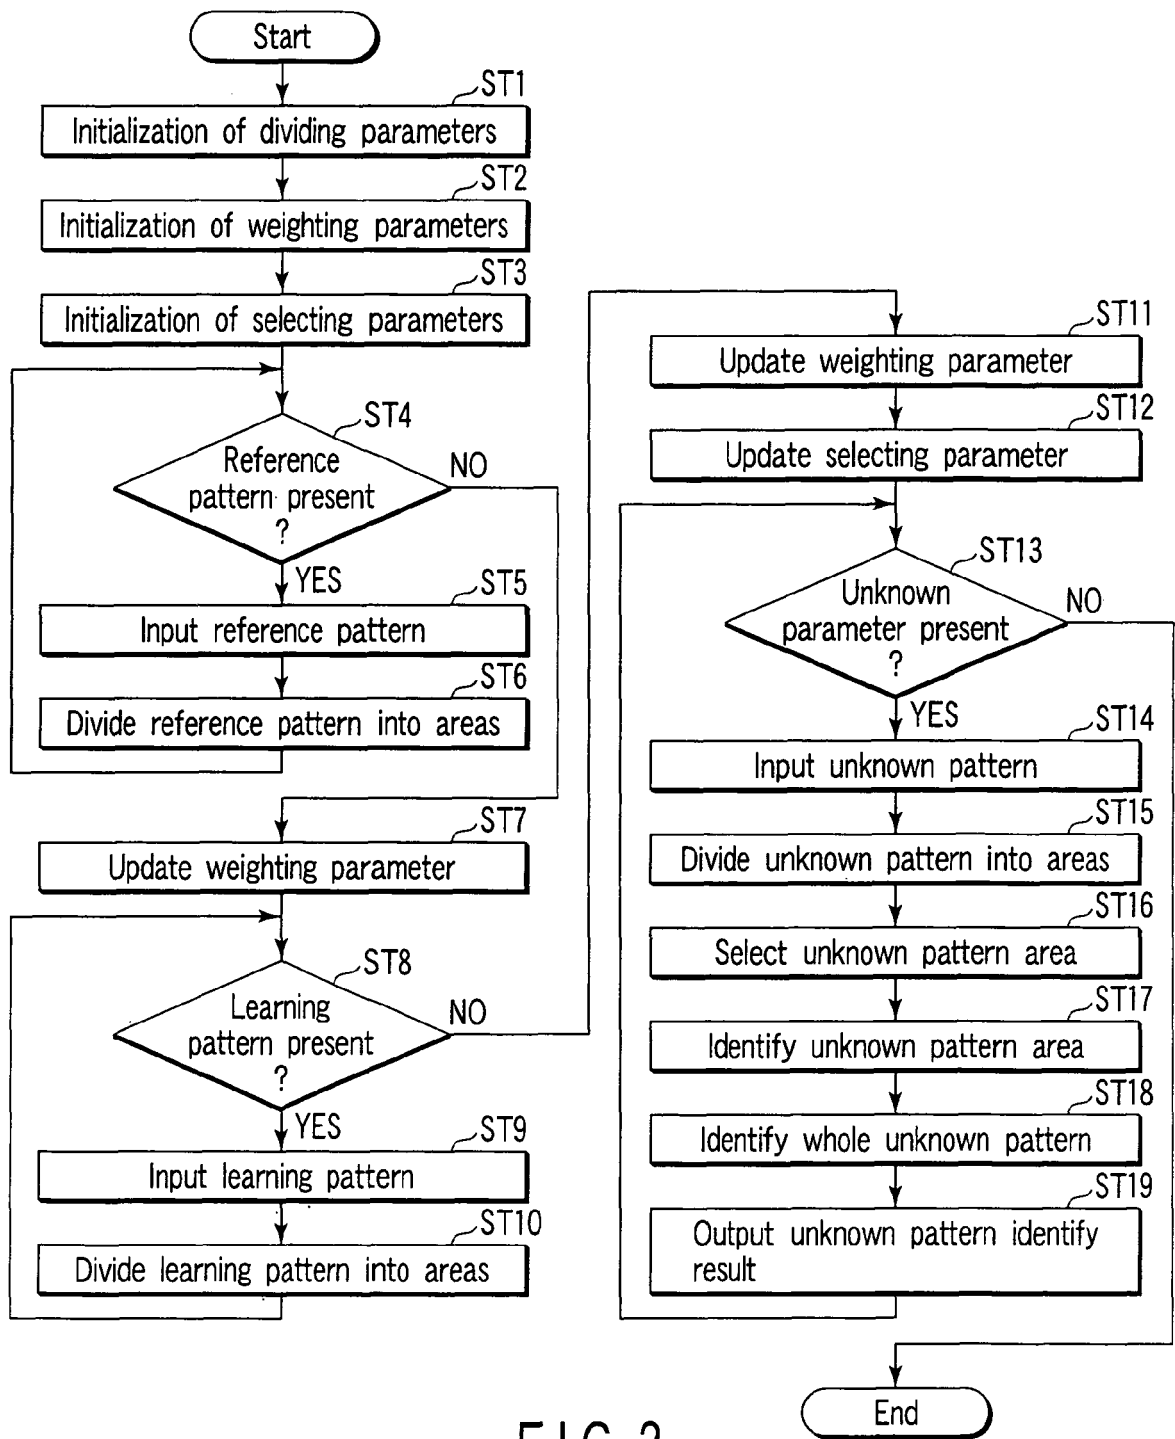 Start
ST1
Initialization of dividing parameters
ST2
Initialization of weighting parameters
ST3
Initialization of selecting parameters
ST4
Reference
pattern present
?
NO
YES
ST5
Input reference pattern
ST6
Divide reference pattern into areas
ST7
Update weighting parameter
ST8
Learning
pattern present
?
NO
YES
ST9
Input learning pattern
ST10
Divide learning pattern into areas
ST11
Update weighting parameter
ST12
Update selecting parameter
ST13
Unknown
parameter present
?
NO
YES
ST14
Input unknown pattern
ST15
Divide unknown pattern into areas
ST16
Select unknown pattern area
ST17
Identify unknown pattern area
ST18
Identify whole unknown pattern
ST19
Output unknown pattern identify
result
End